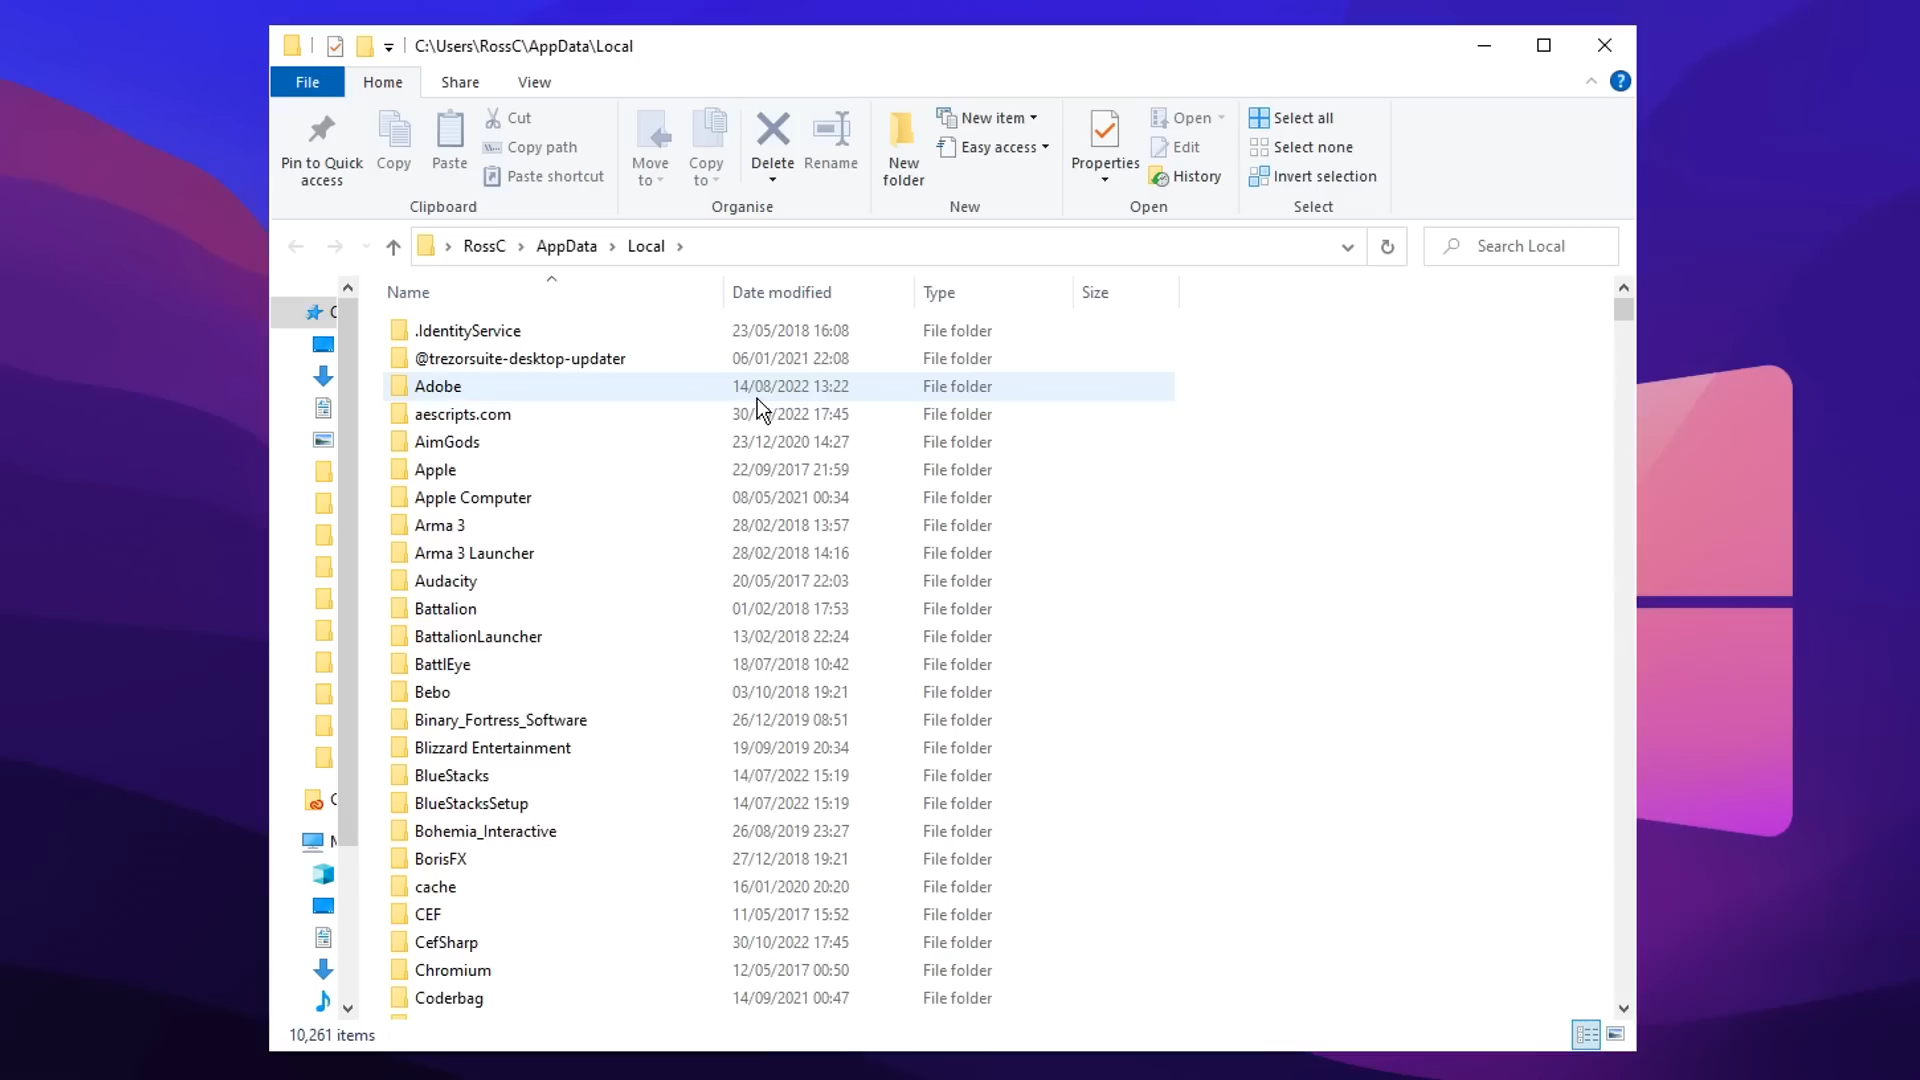 C:\Users\RossC\AppData\Local
File Home Share View
Pin to Quick access
Copy
Paste
Cut
Copy path
Paste shortcut
Clipboard
Move to
Copy to
Delete
Rename
Organise
New folder
New item
Easy access
New
Properties
Open
Edit
History
Open
Select all
Select none
Invert selection
Select
RossC > AppData > Local >
Search Local
Name Date modified Type Size
.IdentityService 23/05/2018 16:08 File folder
@trezorsuite-desktop-updater 06/01/2021 22:08 File folder
Adobe 14/08/2022 13:22 File folder
aescripts.com 30/ /2022 17:45 File folder
AimGods 23/12/2020 14:27 File folder
Apple 22/09/2017 21:59 File folder
Apple Computer 08/05/2021 00:34 File folder
Arma 3 28/02/2018 13:57 File folder
Arma 3 Launcher 28/02/2018 14:16 File folder
Audacity 20/05/2017 22:03 File folder
Battalion 01/02/2018 17:53 File folder
BattalionLauncher 13/02/2018 22:24 File folder
BattlEye 18/07/2018 10:42 File folder
Bebo 03/10/2018 19:21 File folder
Binary_Fortress_Software 26/12/2019 08:51 File folder
Blizzard Entertainment 19/09/2019 20:34 File folder
BlueStacks 14/07/2022 15:19 File folder
BlueStacksSetup 14/07/2022 15:19 File folder
Bohemia_Interactive 26/08/2019 23:27 File folder
BorisFX 27/12/2018 19:21 File folder
cache 16/01/2020 20:20 File folder
CEF 11/05/2017 15:52 File folder
CefSharp 30/10/2022 17:45 File folder
Chromium 12/05/2017 00:50 File folder
Coderbag 14/09/2021 00:47 File folder
10,261 items